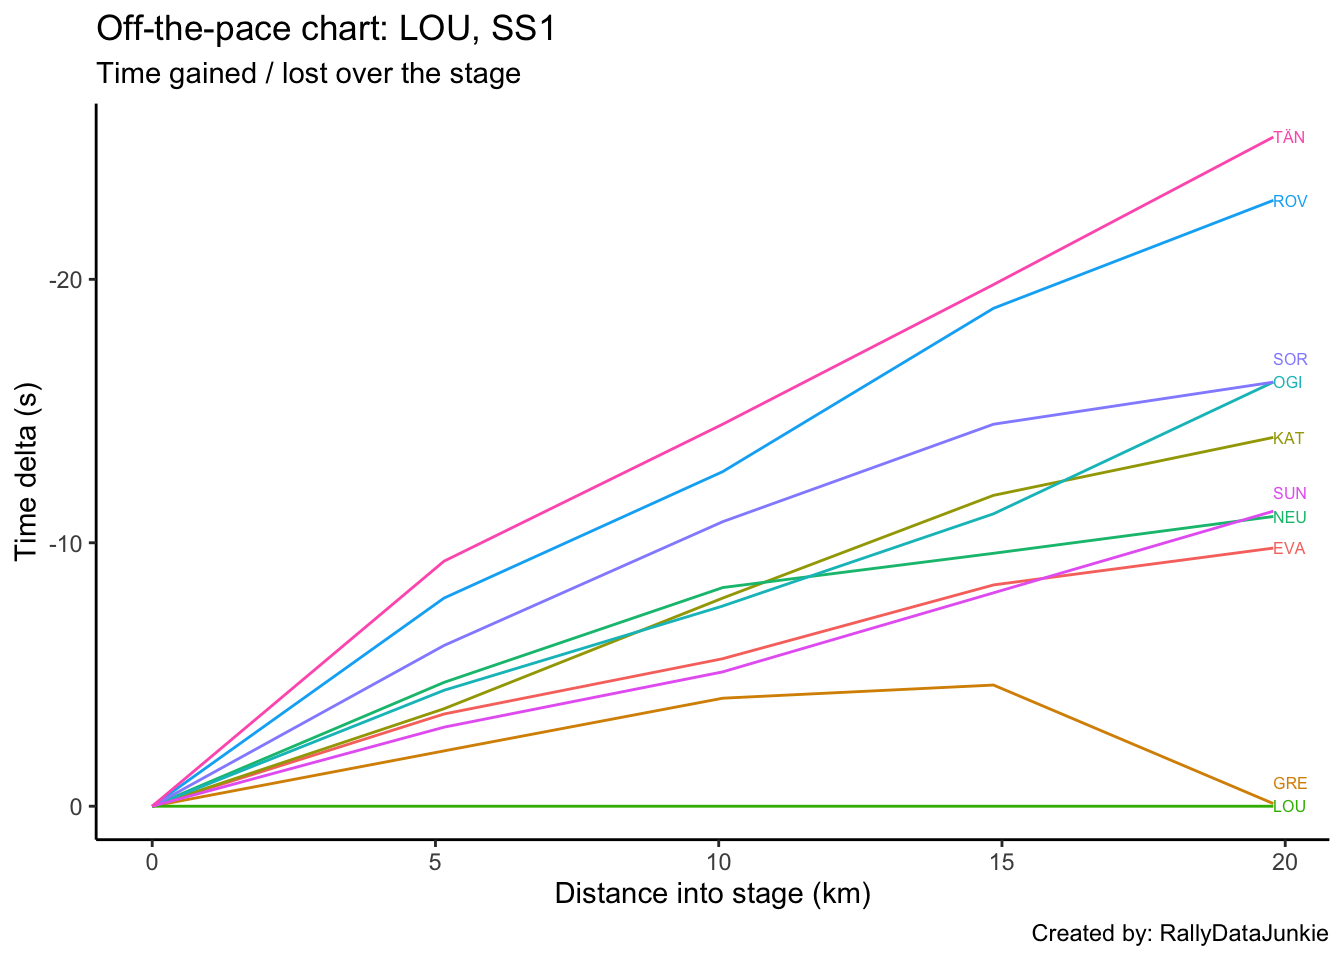 Off-the-pace chart: LOU, SS1
Time gained / lost over the stage
TÄN
ROV
-20
SOR
OGI
KAT
SUN
NEU
-10
EVA
GRE
0
LOU
Time delta (s)
0 5 10 15 20
Distance into stage (km)
Created by: RallyDataJunkie